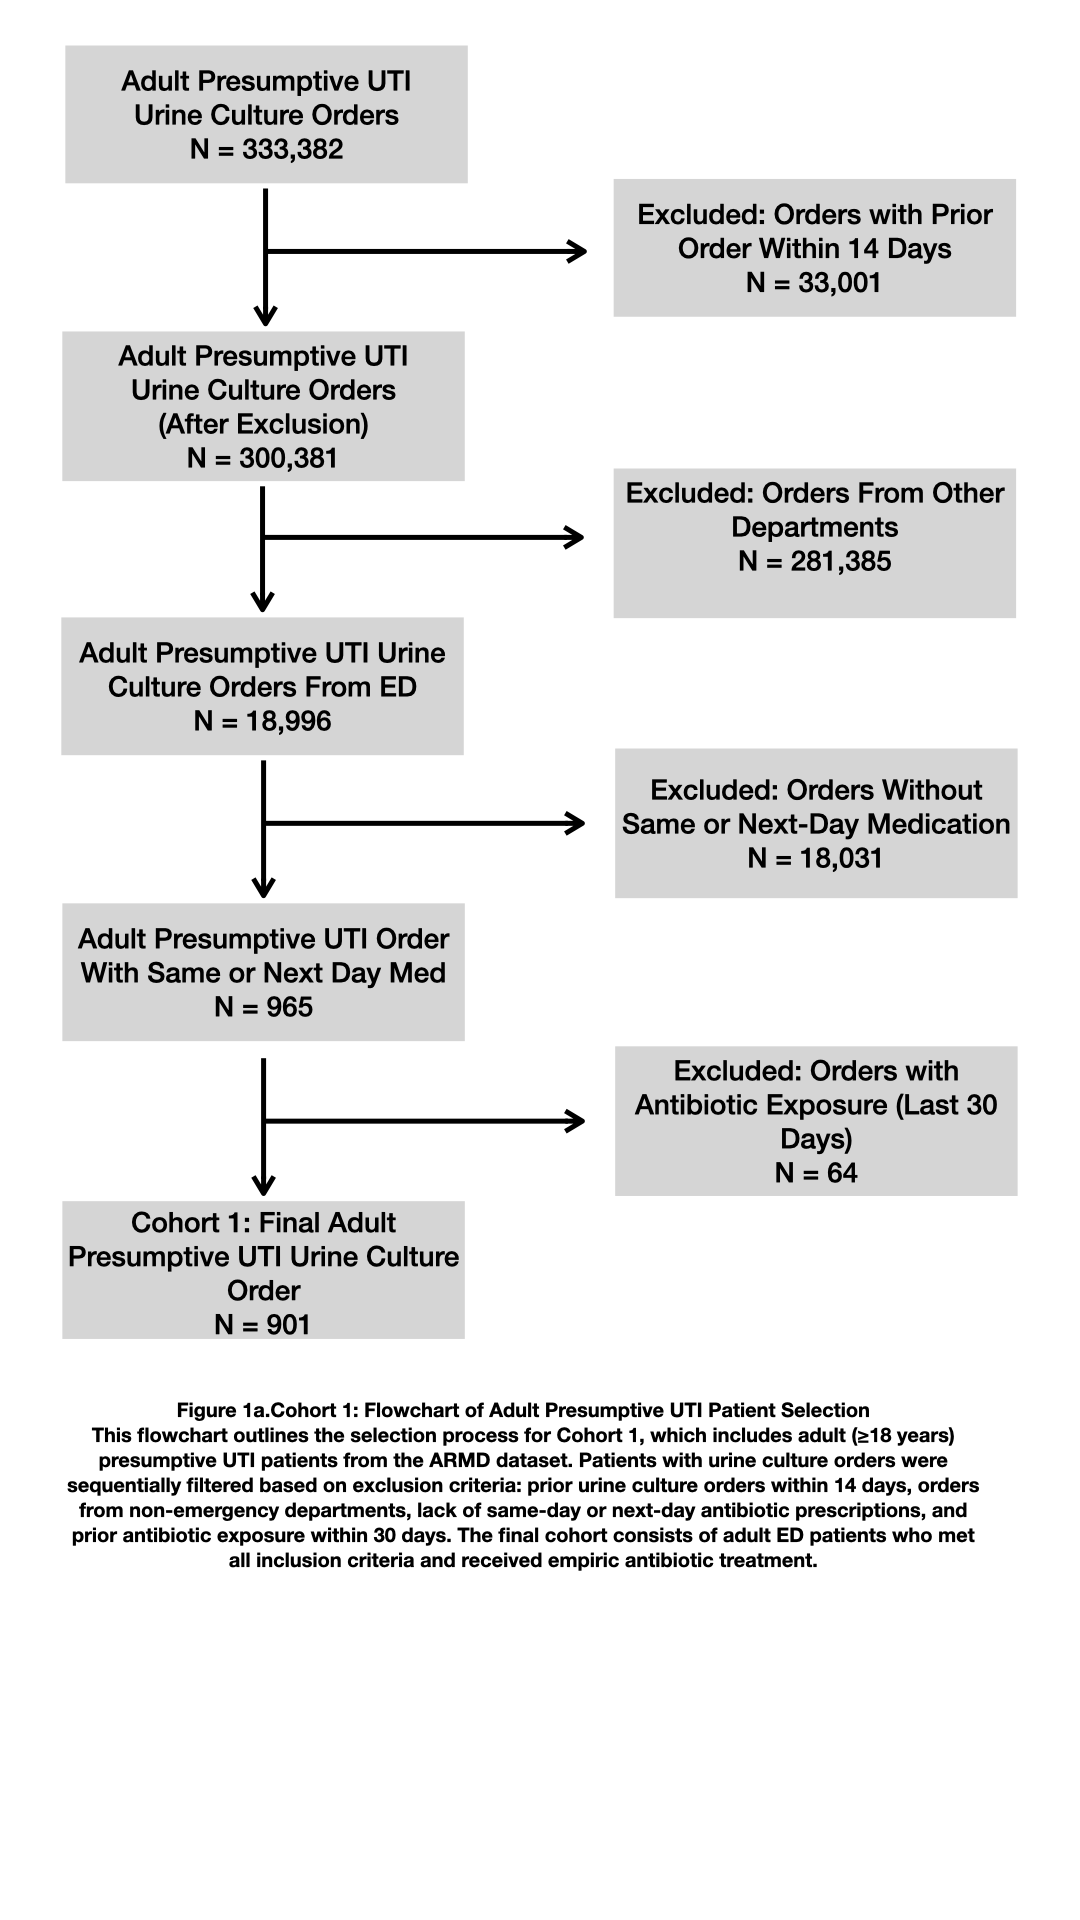 Adult Presumptive UTI
Urine Culture Orders
N = 333,382
Excluded: Orders with Prior
Order Within 14 Days
N = 33,001
Adult Presumptive UTI
Urine Culture Orders
(After Exclusion)
N = 300,381
Excluded: Orders From Other
Departments
N = 281,385
Adult Presumptive UTI Urine
Culture Orders From ED
N = 18,996
Excluded: Orders Without
Same or Next-Day Medication
N = 18,031
Adult Presumptive UTI Order
With Same or Next Day Med
N = 965
Excluded: Orders with
Antibiotic Exposure (Last 30
Days)
N = 64
Cohort 1: Final Adult
Presumptive UTI Urine Culture
Order
N = 901
Figure 1a.Cohort 1: Flowchart of Adult Presumptive UTI Patient Selection
This flowchart outlines the selection process for Cohort 1, which includes adult (≥18 years)
presumptive UTI patients from the ARMD dataset. Patients with urine culture orders were
sequentially filtered based on exclusion criteria: prior urine culture orders within 14 days, orders
from non-emergency departments, lack of same-day or next-day antibiotic prescriptions, and
prior antibiotic exposure within 30 days. The final cohort consists of adult ED patients who met
all inclusion criteria and received empiric antibiotic treatment.